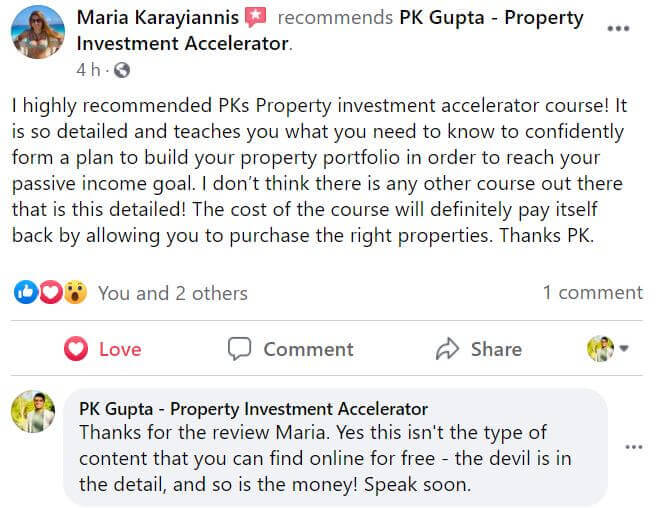 Maria Karayiannis recommends PK Gupta - Property
Investment Accelerator.
4 h ·
I highly recommended PKs Property investment accelerator course! It
is so detailed and teaches you what you need to know to confidently
form a plan to build your property portfolio in order to reach your
passive income goal. I don't think there is any other course out there
that is this detailed! The cost of the course will definitely pay itself
back by allowing you to purchase the right properties. Thanks PK.
You and 2 others 1 comment
Love Comment Share
PK Gupta - Property Investment Accelerator
Thanks for the review Maria. Yes this isn't the type of
content that you can find online for free - the devil is in
the detail, and so is the money! Speak soon.